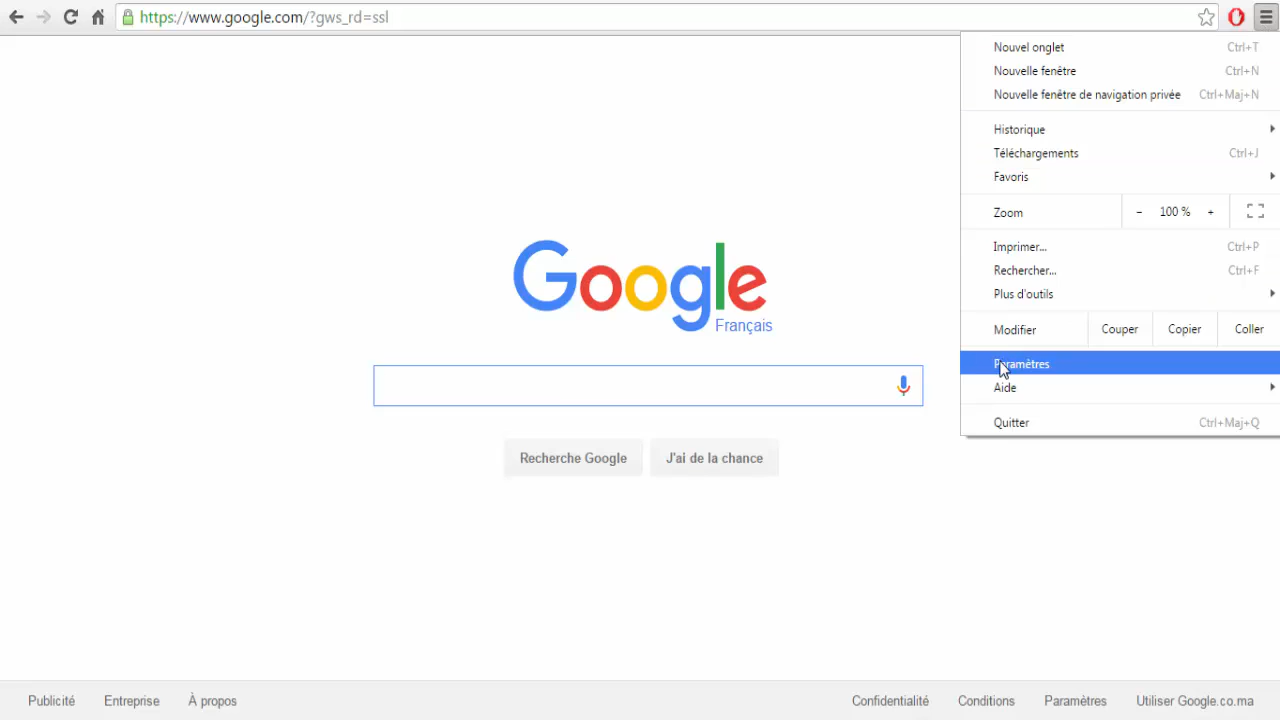 https://www.google.com/?gws_rd=ssl
Nouvel onglet Ctrl+T
Nouvelle fenêtre Ctrl+N
Nouvelle fenêtre de navigation privée Ctrl+Maj+N
Historique
Téléchargements Ctrl+J
Favoris
Zoom - 100 % +
Imprimer... Ctrl+P
Rechercher... Ctrl+F
Plus d'outils
Modifier Couper Copier Coller
Paramètres
Aide
Quitter Ctrl+Maj+Q
Google
Français
Recherche Google J'ai de la chance
Publicité Entreprise À propos Confidentialité Conditions Paramètres Utiliser Google.co.ma